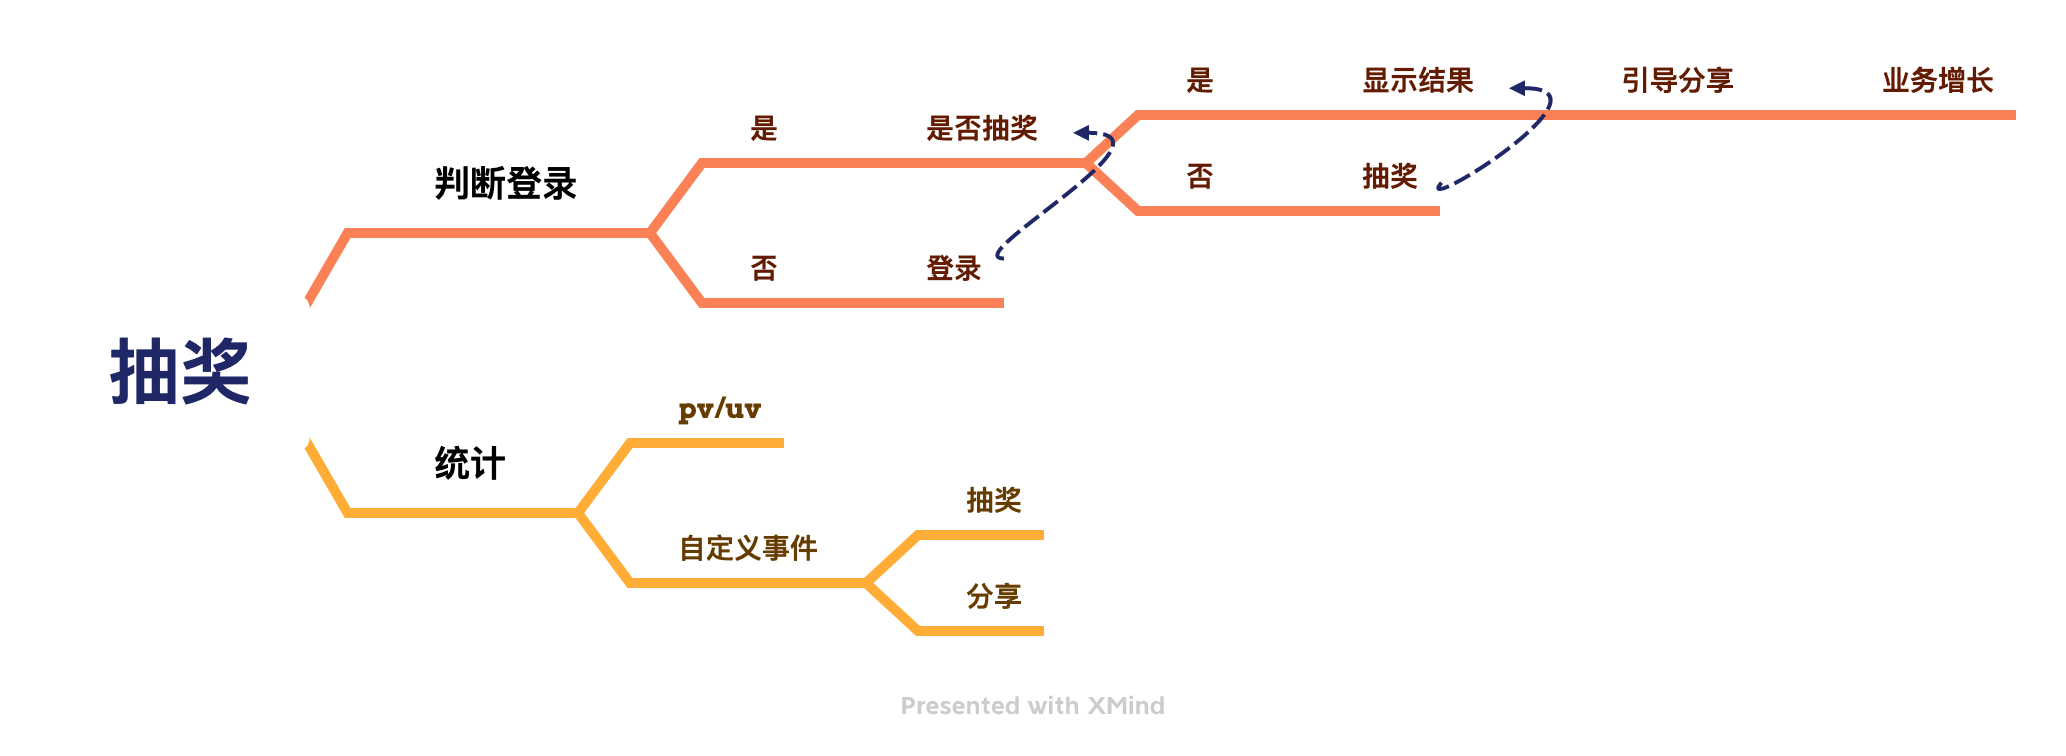 抽奖
判断登录
是
是否抽奖
是
显示结果
引导分享
业务增长
否
抽奖
否
登录
统计
pv/uv
自定义事件
抽奖
分享
Presented with XMind